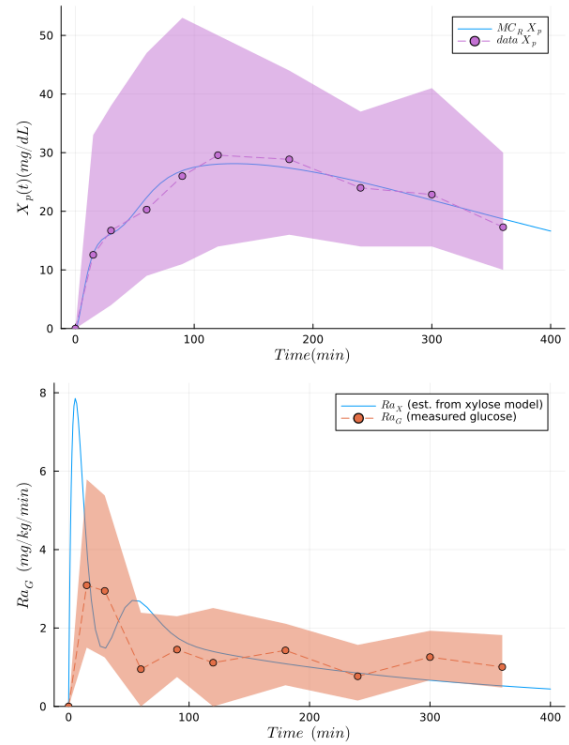 MC_R X_p
data X_p
X_p(t)(mg/dL)
50
40
30
20
10
0
0 100 200 300 400
Time(min)
Ra_X (est. from xylose model)
Ra_G (measured glucose)
Ra_G (mg/kg/min)
8
6
4
2
0
0 100 200 300 400
Time (min)